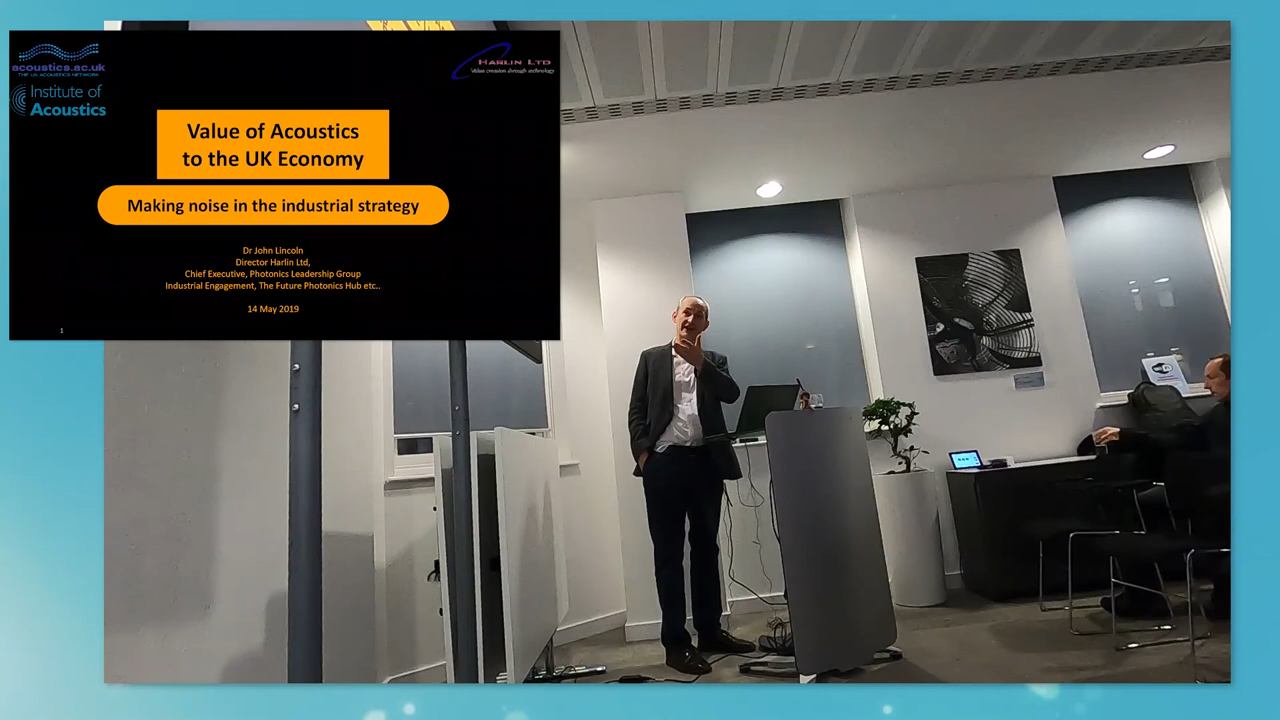 acoustics.ac.uk
THE UK ACOUSTICS NETWORK
Institute of
Acoustics
HARLIN LTD
Value creation through technology
Value of Acoustics
to the UK Economy
Making noise in the industrial strategy
Dr John Lincoln
Director Harlin Ltd,
Chief Executive, Photonics Leadership Group
Industrial Engagement, The Future Photonics Hub etc..
14 May 2019
1